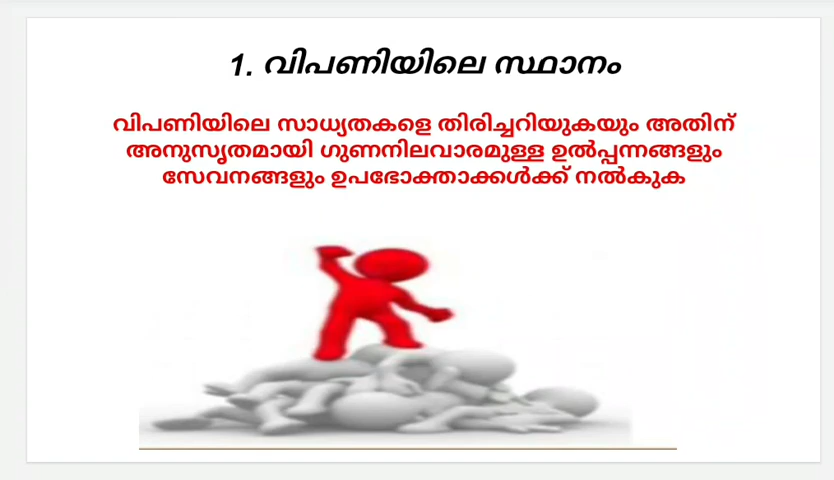 1. വിപണിയിലെ സ്ഥാനം
വിപണിയിലെ സാധ്യതകളെ തിരിച്ചറിയുകയും അതിന്
അനുസൃതമായി ഗുണനിലവാരമുള്ള ഉൽപ്പന്നങ്ങളും
സേവനങ്ങളും ഉപഭോക്താക്കൾക്ക് നൽകുക